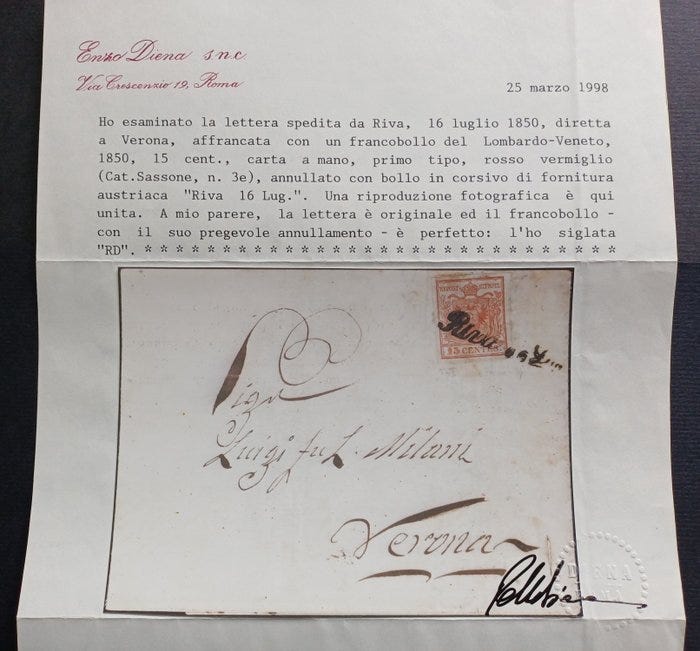 Enzo Diena s.n.c.
Via Crescenzio 19, Roma
25 marzo 1998
Ho esaminato la lettera spedita da Riva, 16 luglio 1850, diretta
a Verona, affrancata con un francobollo del Lombardo-Veneto,
1850, 15 cent., carta a mano, primo tipo, rosso vermiglio
(Cat.Sassone, n. 3e), annullato con bollo in corsivo di fornitura
austriaca "Riva 16 Lug.". Una riproduzione fotografica è qui
unita. A mio parere, la lettera è originale ed il francobollo -
con il suo pregevole annullamento - è perfetto: l'ho siglata
"RD". * * * * * * * * * * * * * * * * * * * * * * * * * * * * *
Riva
15 CENTES
Sigr
Luigi fu L. Milani
Verona
DIENA
ROMA